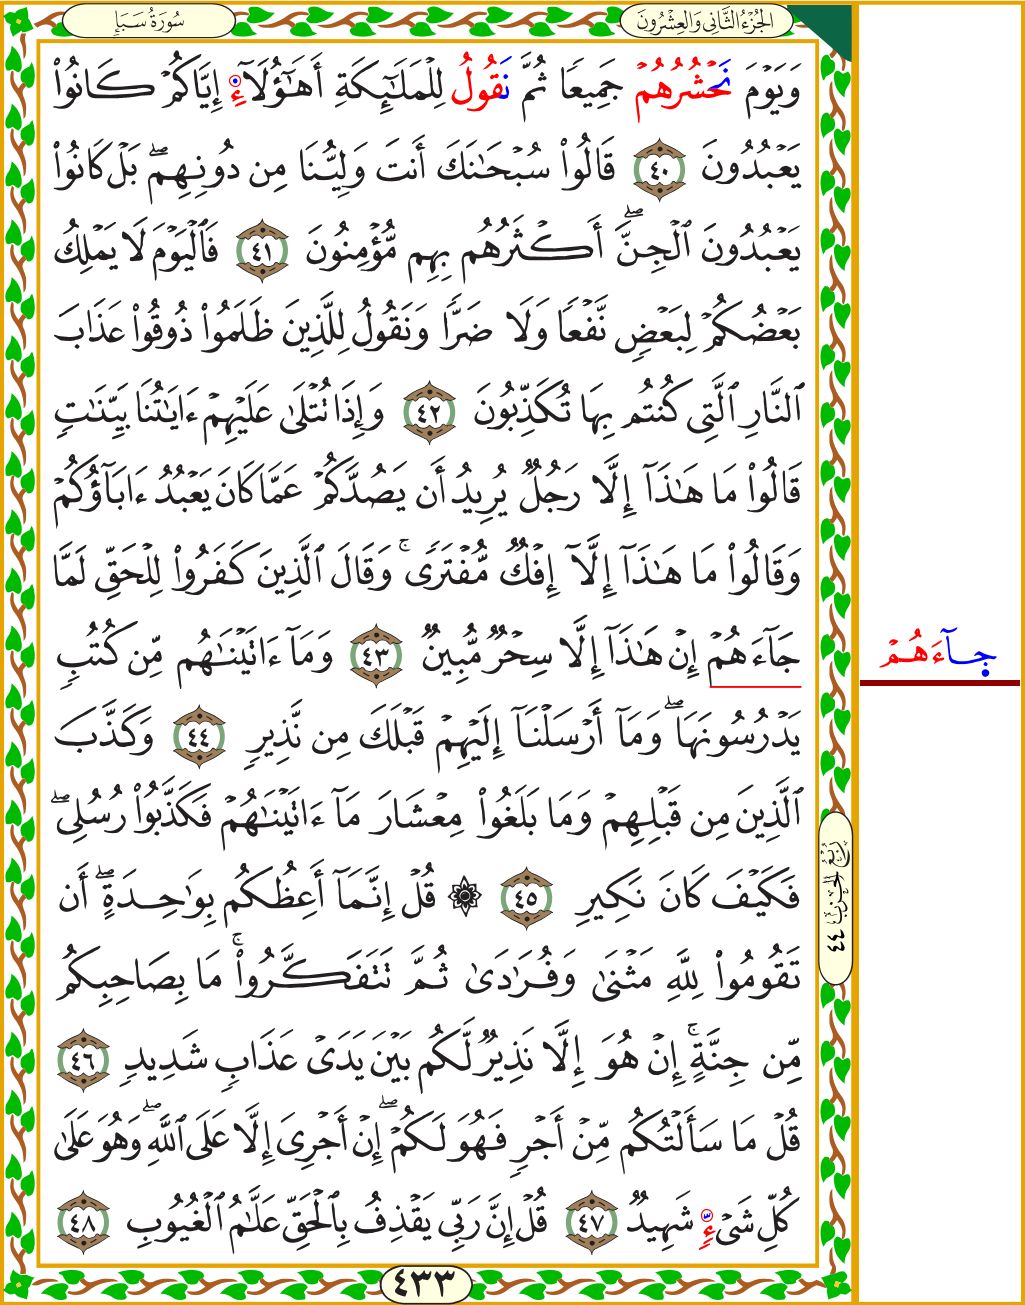 الجُزْءُ الثَّانِي وَالعِشْرُونَ
سُورَةُ سَبَإٍ
وَيَوْمَ نَحْشُرُهُمْ جَمِيعًا ثُمَّ نَقُولُ لِلْمَلَٰٓئِكَةِ أَهَٰٓؤُلَآءِ إِيَّاكُمْ كَانُوا۟
يَعْبُدُونَ ٤٠ قَالُوا۟ سُبْحَٰنَكَ أَنتَ وَلِيُّنَا مِن دُونِهِمۖ بَلْ كَانُوا۟
يَعْبُدُونَ ٱلْجِنَّۖ أَكْثَرُهُم بِهِم مُّؤْمِنُونَ ٤١ فَٱلْيَوْمَ لَا يَمْلِكُ
بَعْضُكُمْ لِبَعْضٍ نَّفْعًا وَلَا ضَرًّا وَنَقُولُ لِلَّذِينَ ظَلَمُوا۟ ذُوقُوا۟ عَذَابَ
ٱلنَّارِ ٱلَّتِى كُنتُم بِهَا تُكَذِّبُونَ ٤٢ وَإِذَا تُتْلَىٰ عَلَيْهِمْ ءَايَٰتُنَا بَيِّنَٰتٍ
قَالُوا۟ مَا هَٰذَآ إِلَّا رَجُلٌ يُرِيدُ أَن يَصُدَّكُمْ عَمَّا كَانَ يَعْبُدُ ءَابَآؤُكُمْ
وَقَالُوا۟ مَا هَٰذَآ إِلَّآ إِفْكٌ مُّفْتَرًىۚ وَقَالَ ٱلَّذِينَ كَفَرُوا۟ لِلْحَقِّ لَمَّا
جَآءَهُمْ إِنْ هَٰذَآ إِلَّا سِحْرٌ مُّبِينٌ ٤٣ وَمَآ ءَاتَيْنَٰهُم مِّن كُتُبٍ
جآءَهُمْ
يَدْرُسُونَهَاۖ وَمَآ أَرْسَلْنَآ إِلَيْهِمْ قَبْلَكَ مِن نَّذِيرٍ ٤٤ وَكَذَّبَ
ٱلَّذِينَ مِن قَبْلِهِمْ وَمَا بَلَغُوا۟ مِعْشَارَ مَآ ءَاتَيْنَٰهُمْ فَكَذَّبُوا۟ رُسُلِىۖ
فَكَيْفَ كَانَ نَكِيرِ ٤٥ ۞ قُلْ إِنَّمَآ أَعِظُكُم بِوَٰحِدَةٍۖ أَن
رُبْعُ الحِزْبِ ٤٤
تَقُومُوا۟ لِلَّهِ مَثْنَىٰ وَفُرَٰدَىٰ ثُمَّ تَتَفَكَّرُوا۟ۚ مَا بِصَاحِبِكُم
مِّن جِنَّةٍۚ إِنْ هُوَ إِلَّا نَذِيرٌ لَّكُم بَيْنَ يَدَىْ عَذَابٍ شَدِيدٍ ٤٦
قُلْ مَا سَأَلْتُكُم مِّنْ أَجْرٍ فَهُوَ لَكُمْۖ إِنْ أَجْرِىَ إِلَّا عَلَى ٱللَّهِۖ وَهُوَ عَلَىٰ
كُلِّ شَىْءٍ شَهِيدٌ ٤٧ قُلْ إِنَّ رَبِّى يَقْذِفُ بِٱلْحَقِّ عَلَّٰمُ ٱلْغُيُوبِ ٤٨
٤٣٣